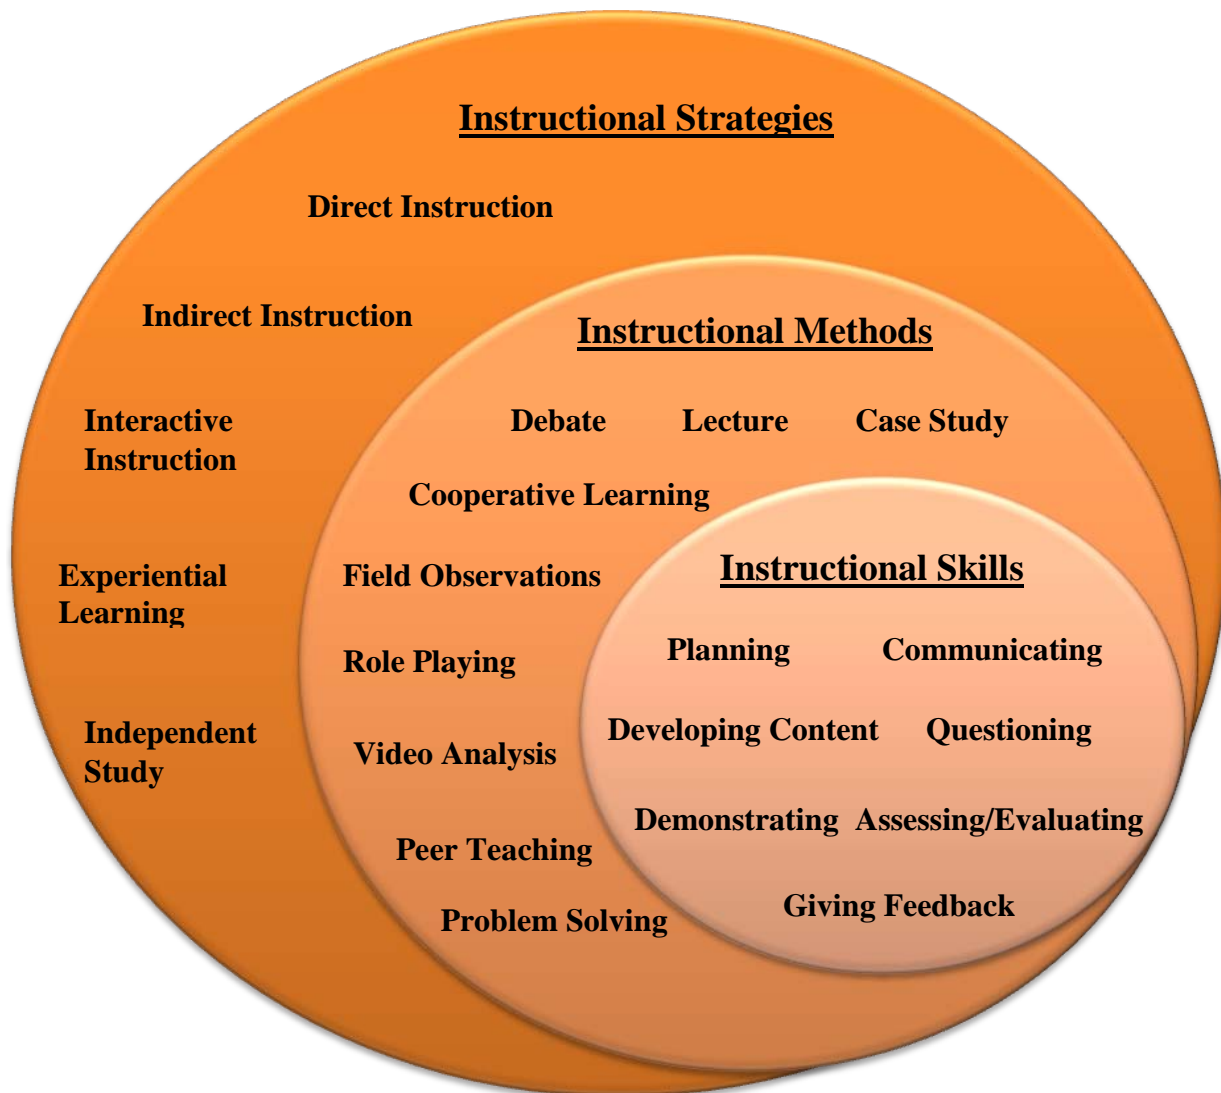 Instructional Strategies
Direct Instruction
Indirect Instruction
Interactive
Instruction
Experiential
Learning
Independent
Study
Instructional Methods
Debate Lecture Case Study
Cooperative Learning
Field Observations
Role Playing
Video Analysis
Peer Teaching
Problem Solving
Instructional Skills
Planning Communicating
Developing Content Questioning
Demonstrating Assessing/Evaluating
Giving Feedback